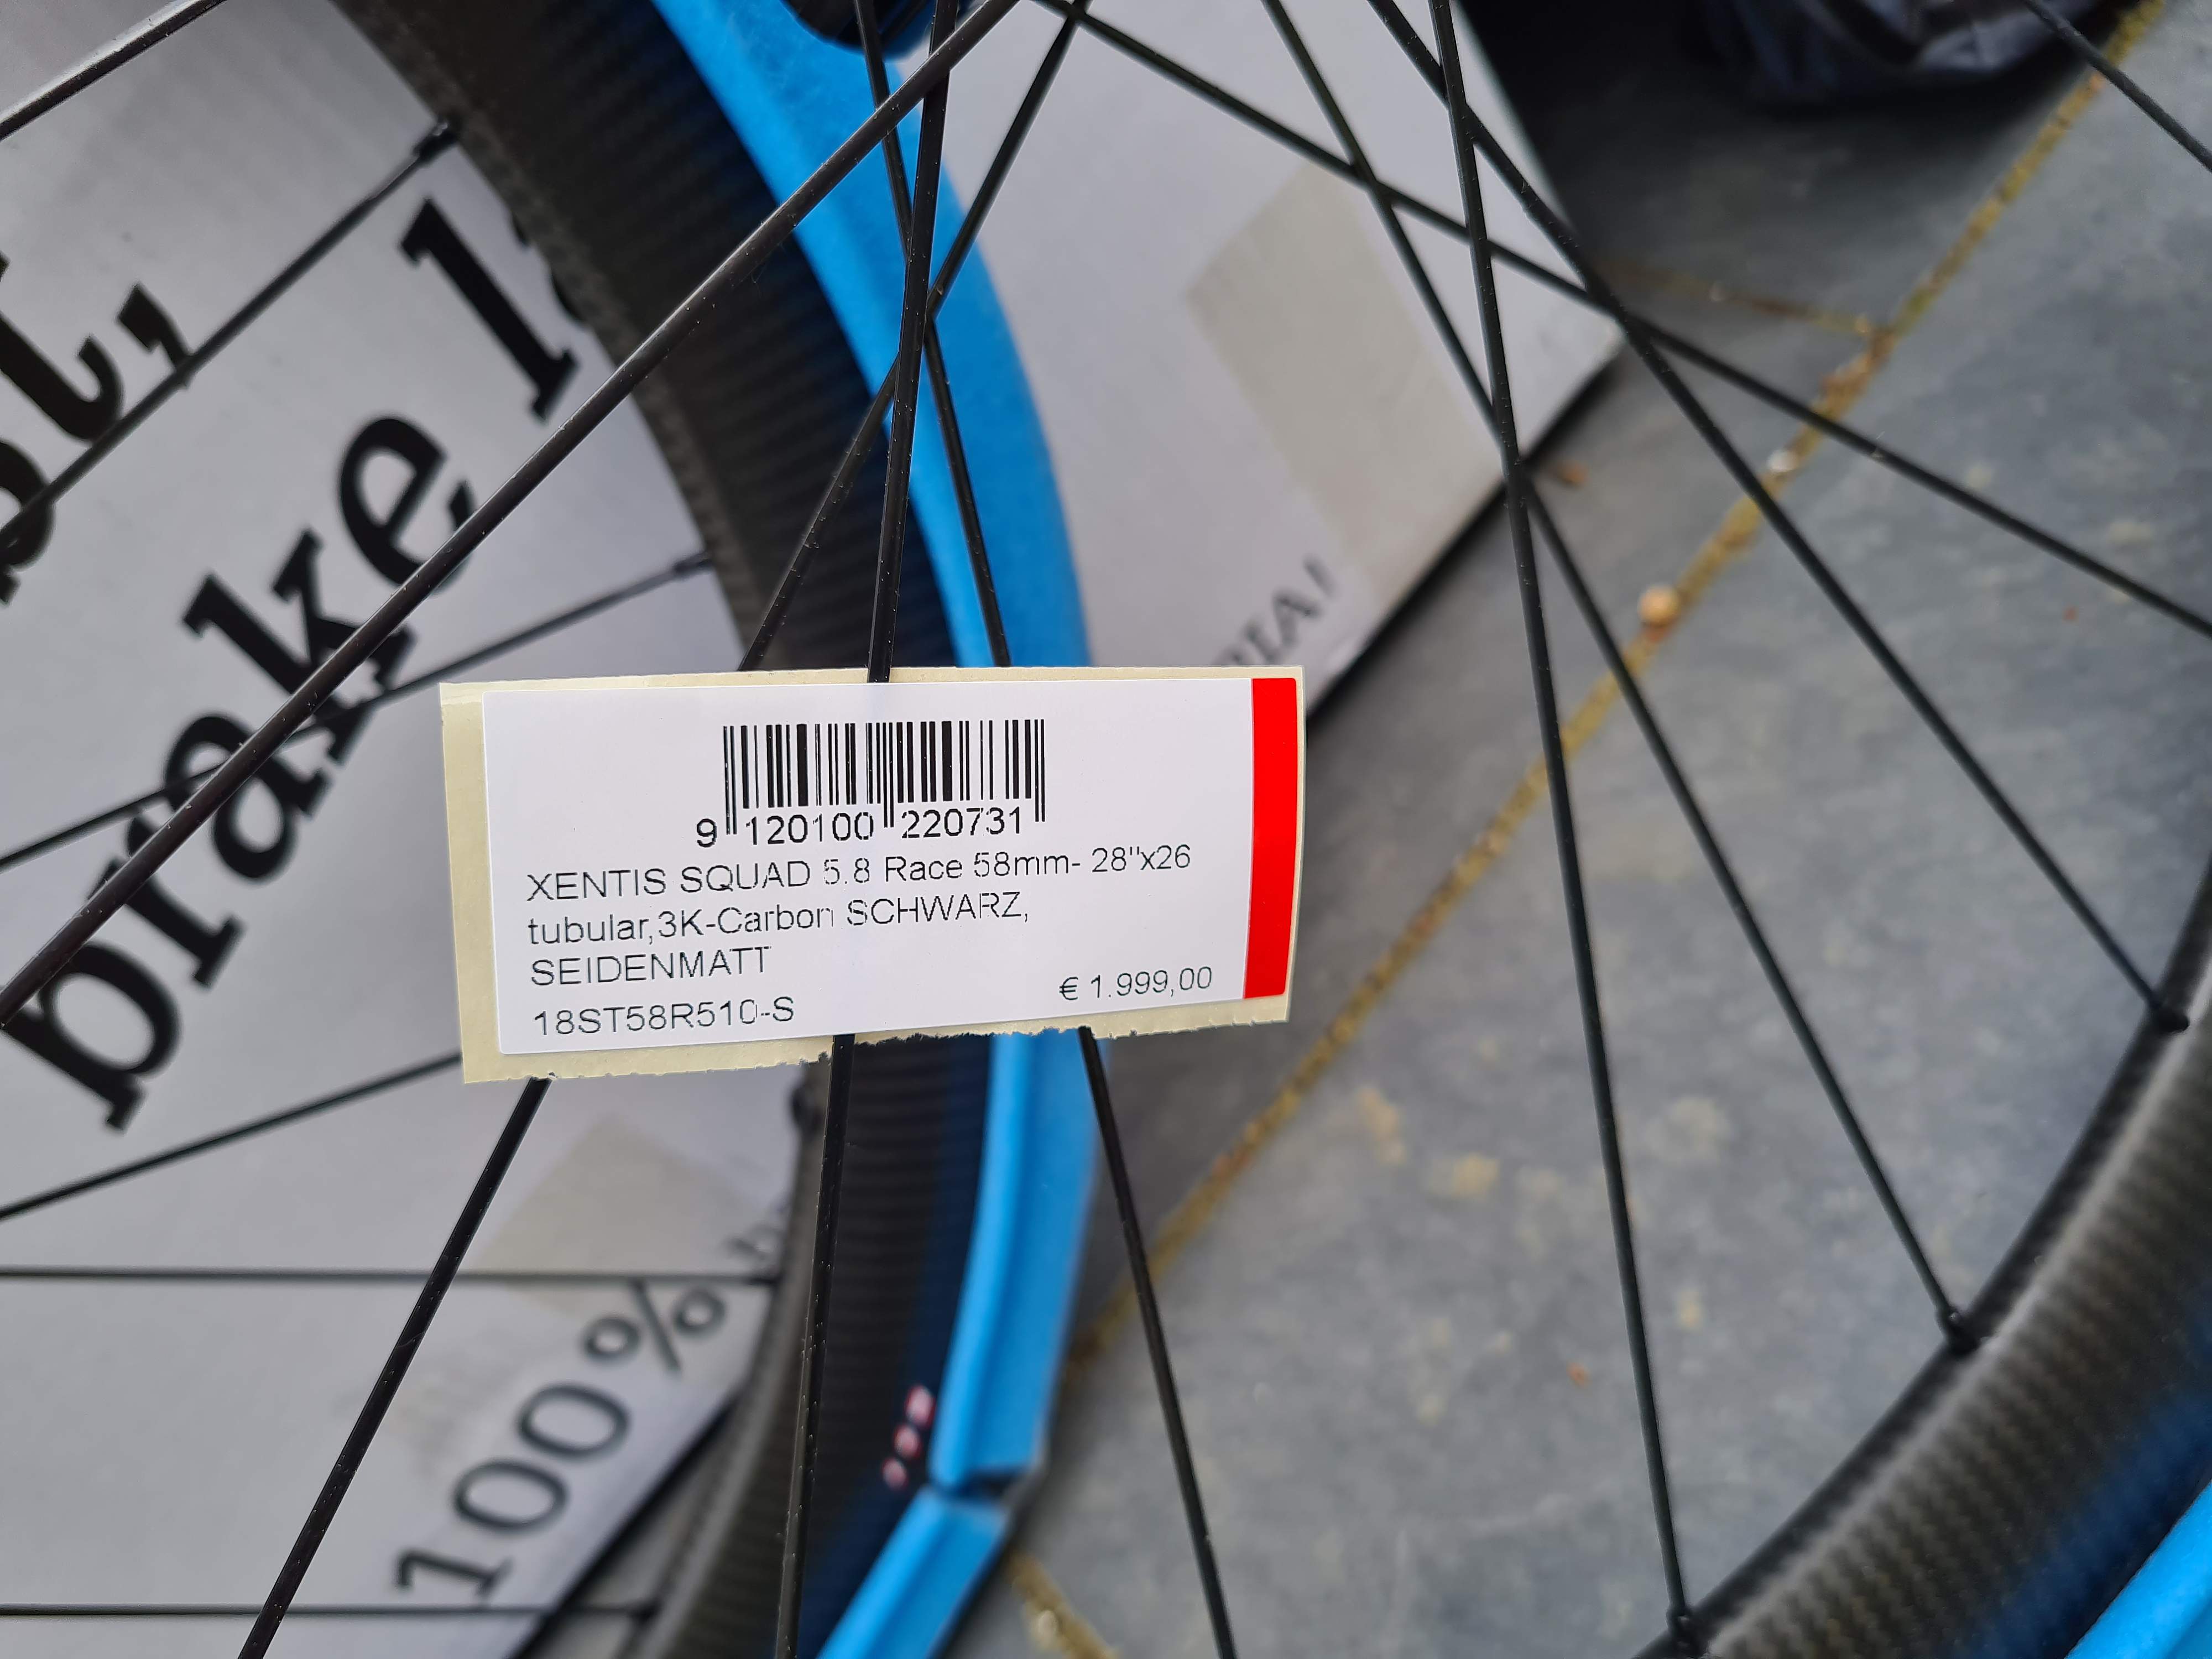 brake l
9 120100 220731
XENTIS SQUAD 5.8 Race 58mm- 28"x26
tubular,3K-Carbon SCHWARZ,
SEIDENMATT
18ST58R510-S
€ 1.999,00
100%